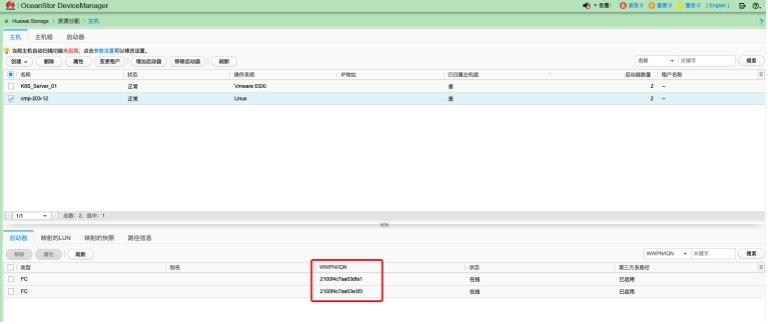 OceanStor DeviceManager
告警: 紧急 0 重要 0 警告 0 [ English ]
Huawei.Storage 资源分配 主机
主机 主机组 启动器
当前主机自动扫描功能未启用，点击参数设置可以修改设置。
创建 删除 属性 变更租户 增加启动器 移除启动器 刷新 名称 关键字 搜索
名称 状态 操作系统 IP地址 已归属主机组 启动器数量 租户名称
K8S_Server_01 正常 Vmware ESXi 是 2 --
cmp-203-12 正常 Linux 是 2 --
1/1 总数: 2, 选中: 1
启动器 映射的LUN 映射的快照 路径信息
移除 属性 刷新 WWPN/IQN 关键字 搜索
类型 别名 WWPN/IQN 状态 第三方多路径
FC 在线 已启用
FC 在线 已启用